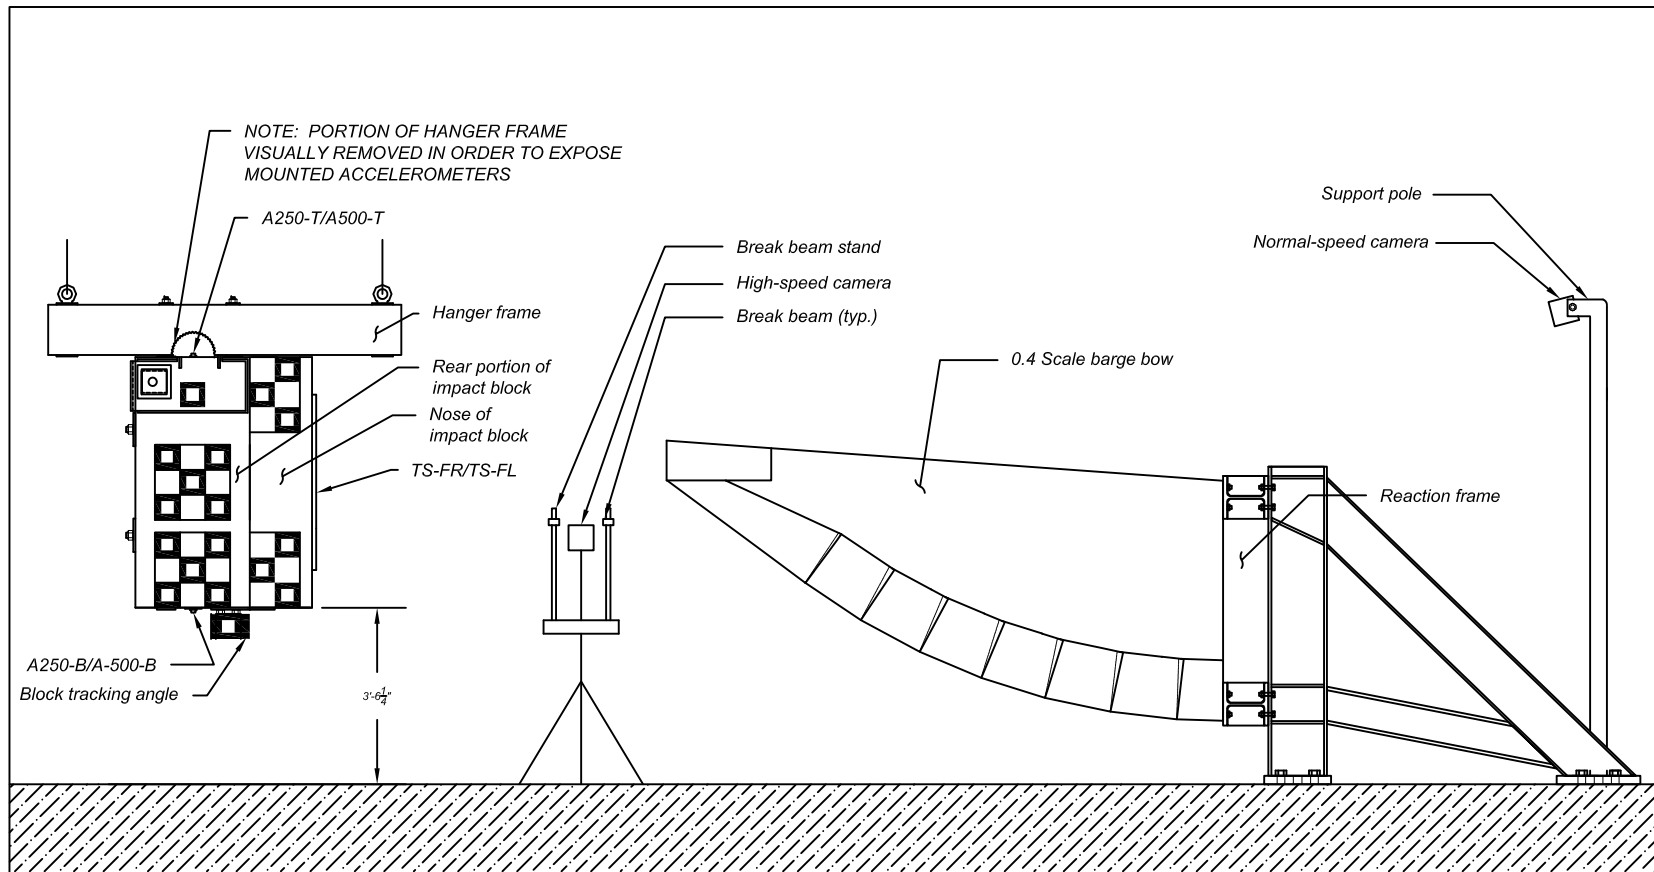 NOTE: PORTION OF HANGER FRAME
VISUALLY REMOVED IN ORDER TO EXPOSE
MOUNTED ACCELEROMETERS
A250-T/A500-T
Support pole
Normal-speed camera
Break beam stand
High-speed camera
Break beam (typ.)
Hanger frame
0.4 Scale barge bow
Rear portion of
impact block
Nose of
impact block
TS-FR/TS-FL
Reaction frame
A250-B/A-500-B
Block tracking angle
3'-6 1/4"